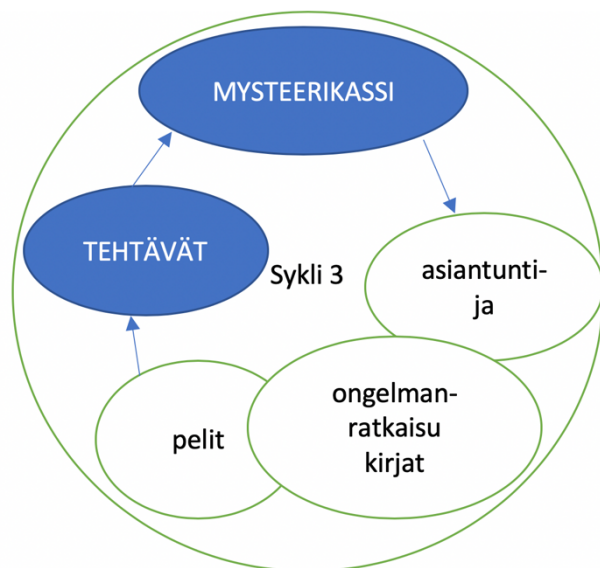 MYSTEERIKASSI
TEHTÄVÄT
Sykli 3
asiantunti-
ja
pelit
ongelman-
ratkaisu
kirjat